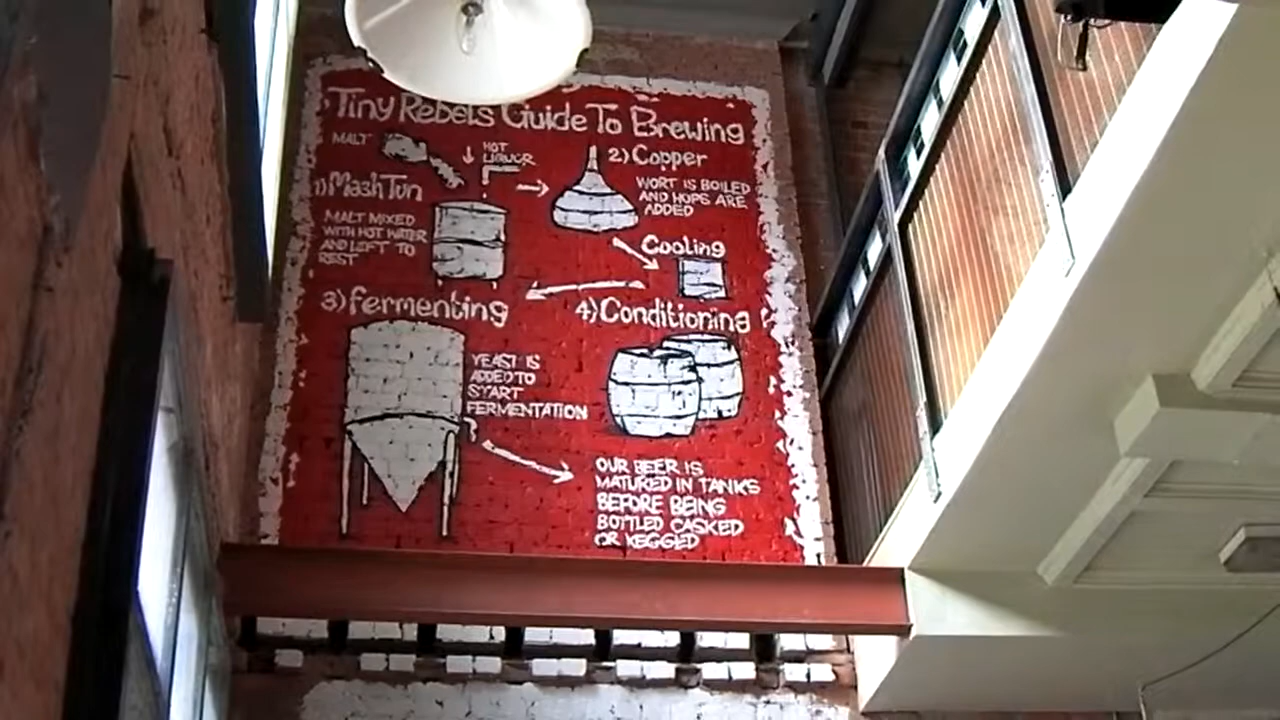 Tiny Rebels Guide To Brewing
MALT
HOT
LIQUOR
1) Mash Tun
MALT MIXED
WITH HOT WATER
AND LEFT TO
REST
2) Copper
WORT IS BOILED
AND HOPS ARE
ADDED
Cooling
3) Fermenting
YEAST IS
ADDED TO
START
FERMENTATION
4) Conditioning
OUR BEER IS
MATURED IN TANKS
BEFORE BEING
BOTTLED CASKED
OR KEGGED